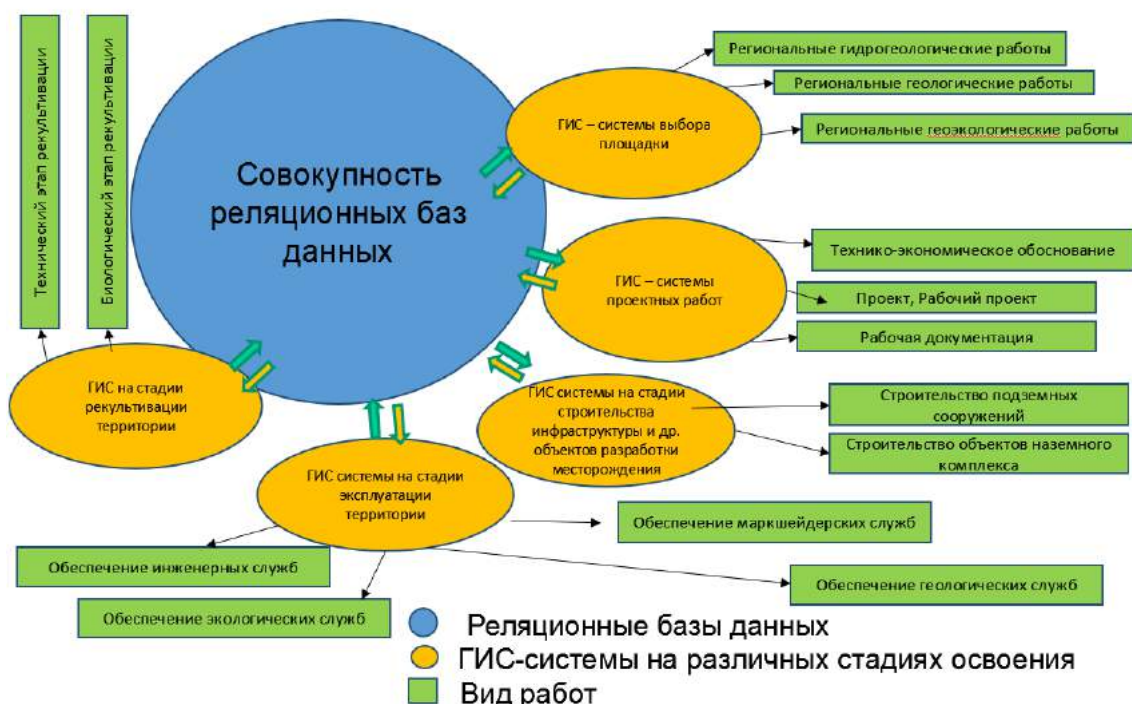 Технический этап рекультивации
Биологический этап рекультивации
Совокупность
реляционных баз
данных
ГИС – системы выбора
площадки
Региональные гидрогеологические работы
Региональные геологические работы
Региональные геоэкологические работы
ГИС – системы
проектных работ
Технико-экономическое обоснование
Проект, Рабочий проект
Рабочая документация
ГИС системы на стадии
строительства
инфраструктуры и др.
объектов разработки
месторождения
Строительство подземных
сооружений
Строительство объектов наземного
комплекса
ГИС на стадии
рекультивации
территории
ГИС системы на стадии
эксплуатации
территории
Обеспечение маркшейдерских служб
Обеспечение инженерных служб
Обеспечение геологических служб
Обеспечение экологических служб
Реляционные базы данных
ГИС-системы на различных стадиях освоения
Вид работ